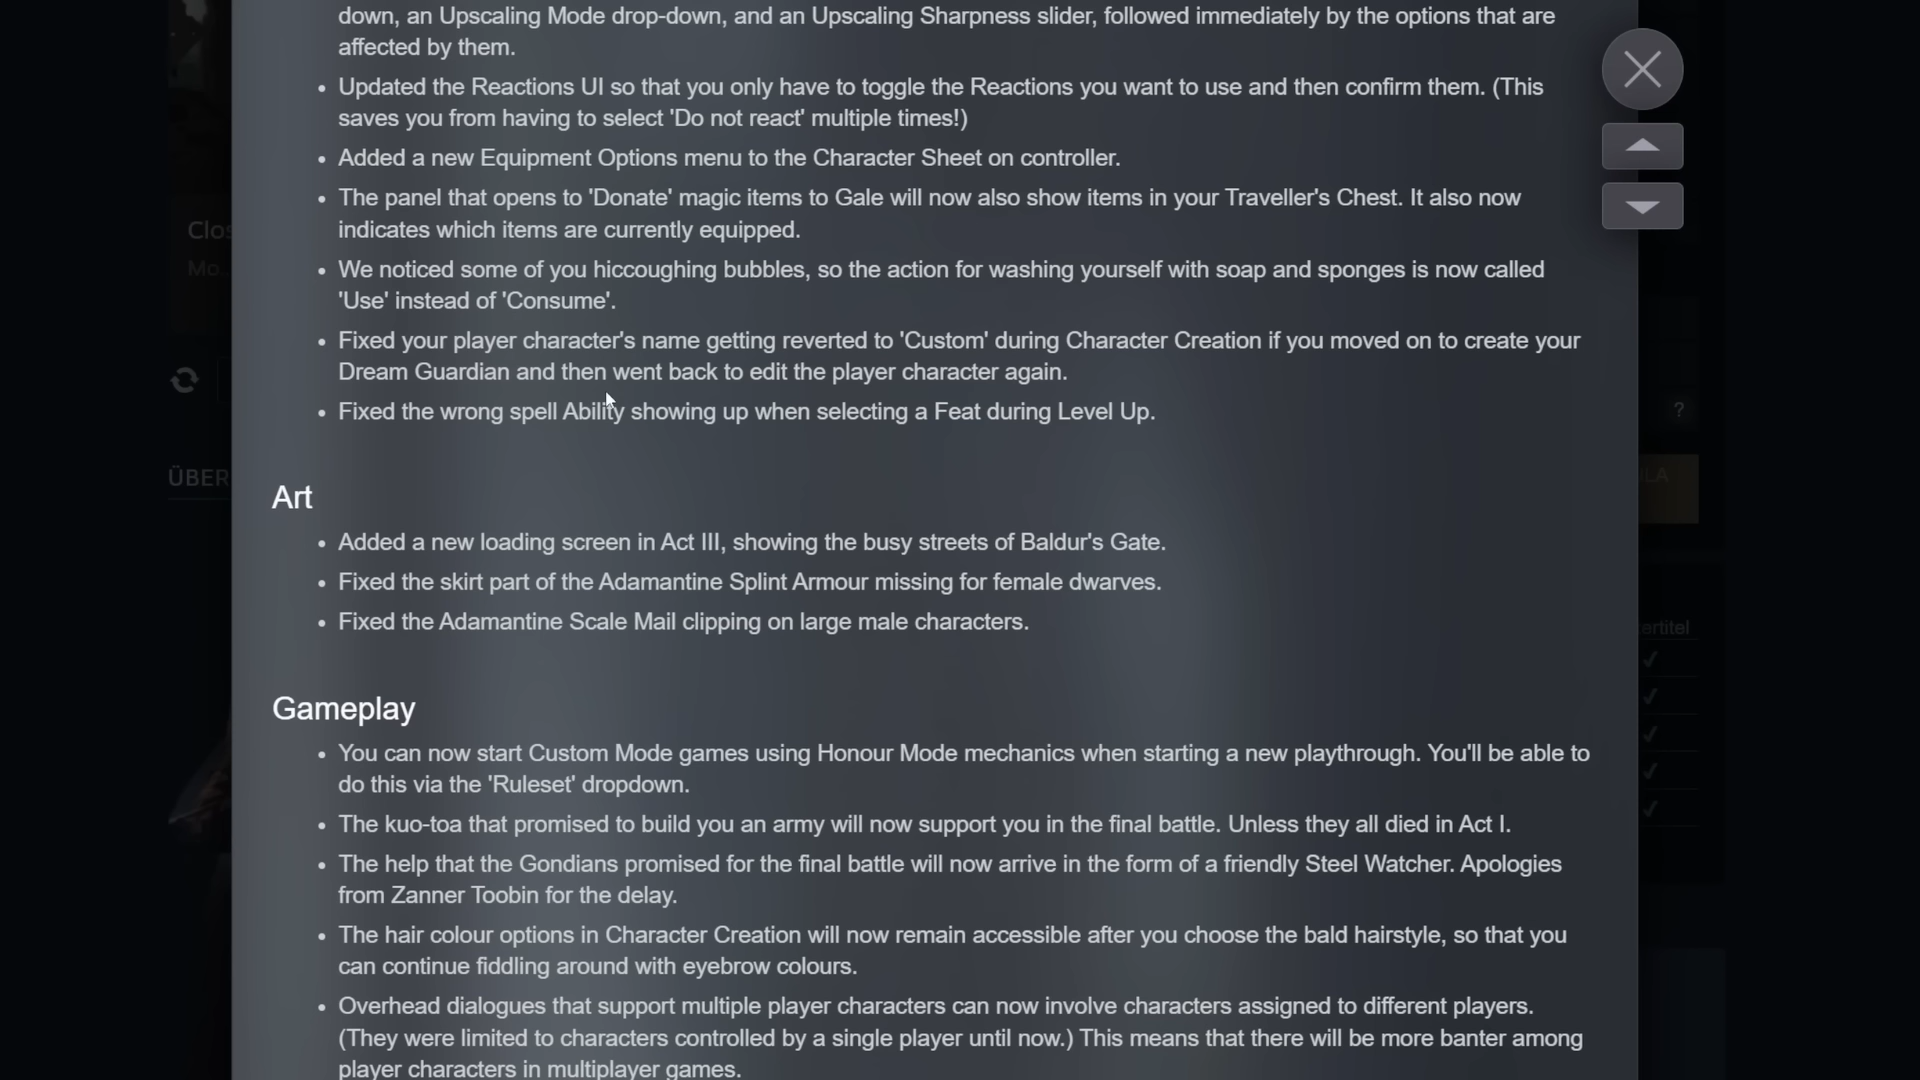 down, an Upscaling Mode drop-down, and an Upscaling Sharpness slider, followed immediately by the options that are
affected by them.
• Updated the Reactions UI so that you only have to toggle the Reactions you want to use and then confirm them. (This
saves you from having to select 'Do not react' multiple times!)
• Added a new Equipment Options menu to the Character Sheet on controller.
• The panel that opens to 'Donate' magic items to Gale will now also show items in your Traveller's Chest. It also now
indicates which items are currently equipped.
Clos
Mo...
• We noticed some of you hiccoughing bubbles, so the action for washing yourself with soap and sponges is now called
'Use' instead of 'Consume'.
• Fixed your player character's name getting reverted to 'Custom' during Character Creation if you moved on to create your
Dream Guardian and then went back to edit the player character again.
• Fixed the wrong spell Ability showing up when selecting a Feat during Level Up.
?
ÜBER
LA
Art
• Added a new loading screen in Act III, showing the busy streets of Baldur's Gate.
• Fixed the skirt part of the Adamantine Splint Armour missing for female dwarves.
• Fixed the Adamantine Scale Mail clipping on large male characters.
ertitel
Gameplay
• You can now start Custom Mode games using Honour Mode mechanics when starting a new playthrough. You'll be able to
do this via the 'Ruleset' dropdown.
• The kuo-toa that promised to build you an army will now support you in the final battle. Unless they all died in Act I.
• The help that the Gondians promised for the final battle will now arrive in the form of a friendly Steel Watcher. Apologies
from Zanner Toobin for the delay.
• The hair colour options in Character Creation will now remain accessible after you choose the bald hairstyle, so that you
can continue fiddling around with eyebrow colours.
• Overhead dialogues that support multiple player characters can now involve characters assigned to different players.
(They were limited to characters controlled by a single player until now.) This means that there will be more banter among
player characters in multiplayer games.